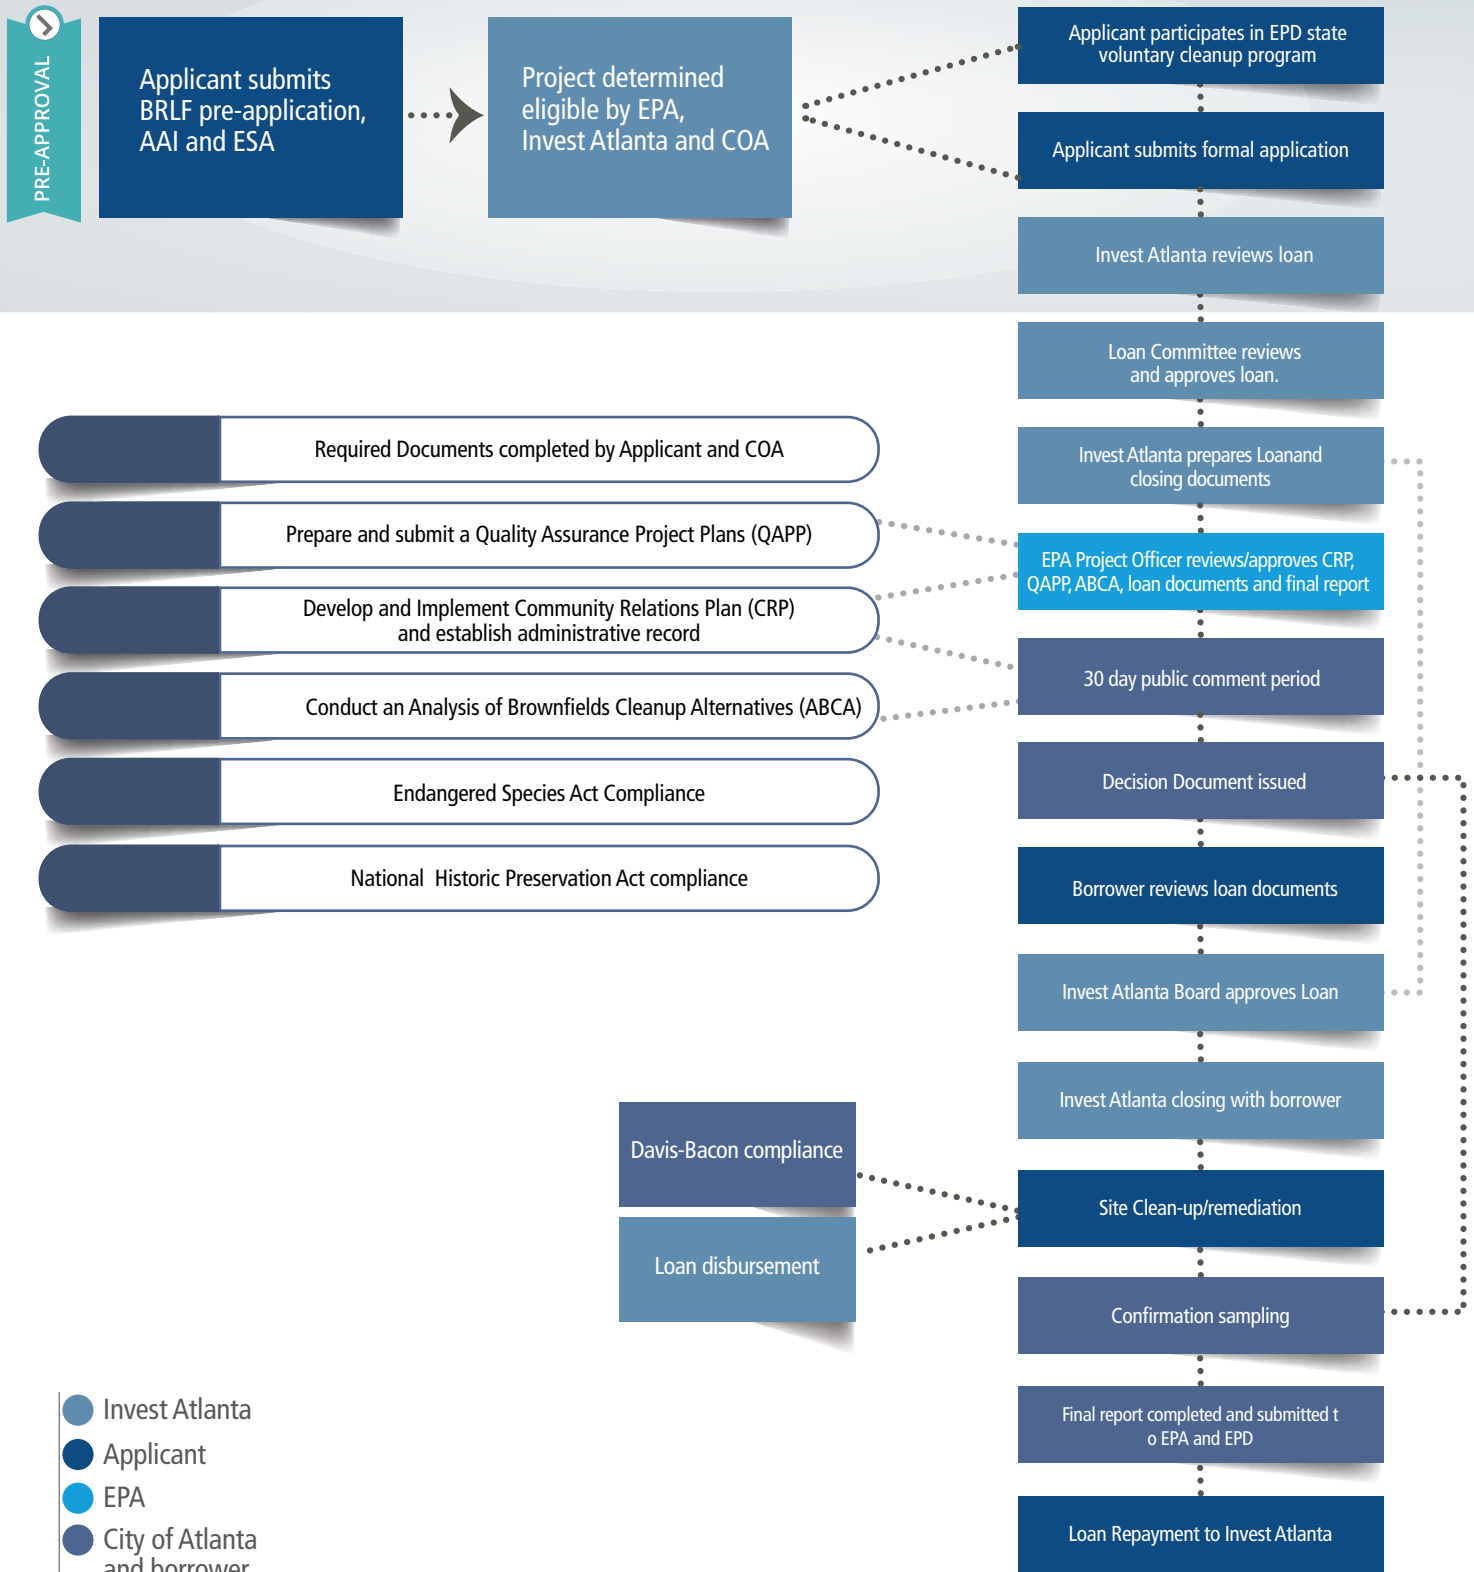 PRE-APPROVAL
Applicant submits
BRLF pre-application,
AAI and ESA
Project determined
eligible by EPA,
Invest Atlanta and COA
Applicant participates in EPD state
voluntary cleanup program
Applicant submits formal application
Invest Atlanta reviews loan
Loan Committee reviews
and approves loan.
Invest Atlanta prepares Loanand
closing documents
EPA Project Officer reviews/approves CRP,
QAPP, ABCA, loan documents and final report
30 day public comment period
Decision Document issued
Borrower reviews loan documents
Invest Atlanta Board approves Loan
Invest Atlanta closing with borrower
Site Clean-up/remediation
Confirmation sampling
Final report completed and submitted t
o EPA and EPD
Loan Repayment to Invest Atlanta
Required Documents completed by Applicant and COA
Prepare and submit a Quality Assurance Project Plans (QAPP)
Develop and Implement Community Relations Plan (CRP)
and establish administrative record
Conduct an Analysis of Brownfields Cleanup Alternatives (ABCA)
Endangered Species Act Compliance
National Historic Preservation Act compliance
Davis-Bacon compliance
Loan disbursement
Invest Atlanta
Applicant
EPA
City of Atlanta
and borrower